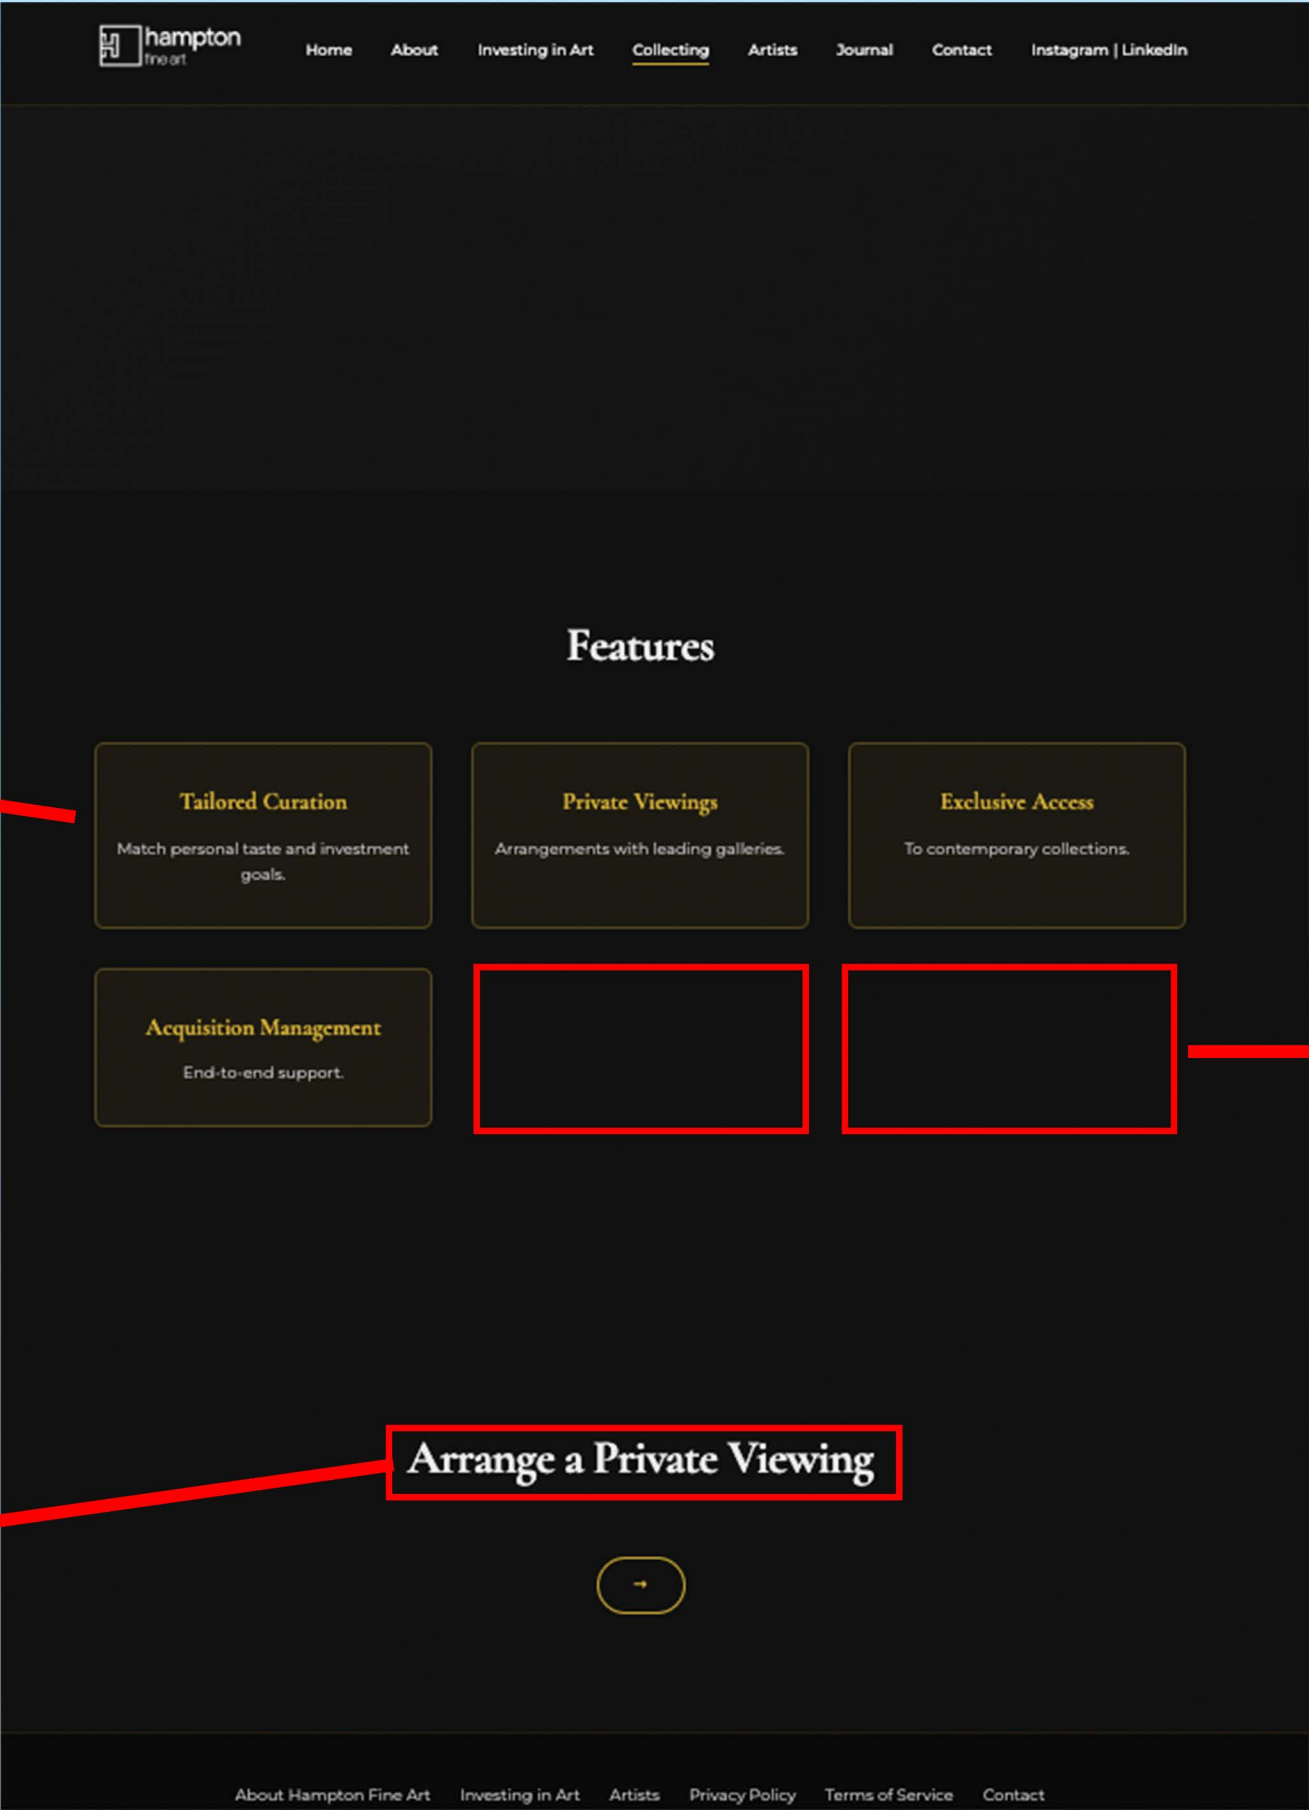 hampton
fine art
Home About Investing in Art Collecting Artists Journal Contact Instagram | LinkedIn
Features
Tailored Curation
Match personal taste and investment
goals.
Private Viewings
Arrangements with leading galleries.
Exclusive Access
To contemporary collections.
Acquisition Management
End-to-end support.
Arrange a Private Viewing
→
About Hampton Fine Art Investing in Art Artists Privacy Policy Terms of Service Contact